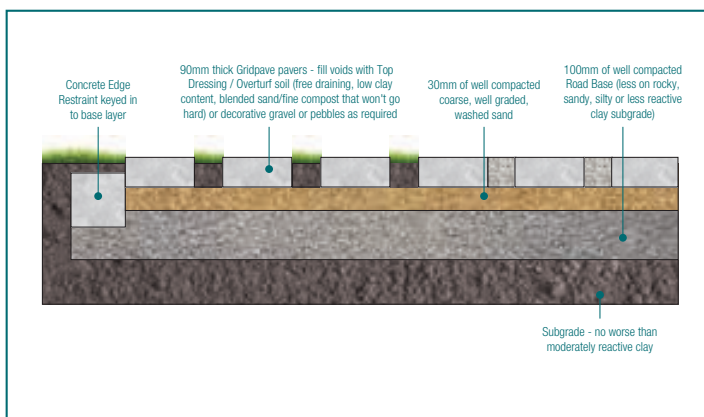 Concrete Edge
Restraint keyed in
to base layer
90mm thick Gridpave pavers - fill voids with Top
Dressing / Overturf soil (free draining, low clay
content, blended sand/fine compost that won't go
hard) or decorative gravel or pebbles as required
30mm of well compacted
coarse, well graded,
washed sand
100mm of well compacted
Road Base (less on rocky,
sandy, silty or less reactive
clay subgrade)
Subgrade - no worse than
moderately reactive clay